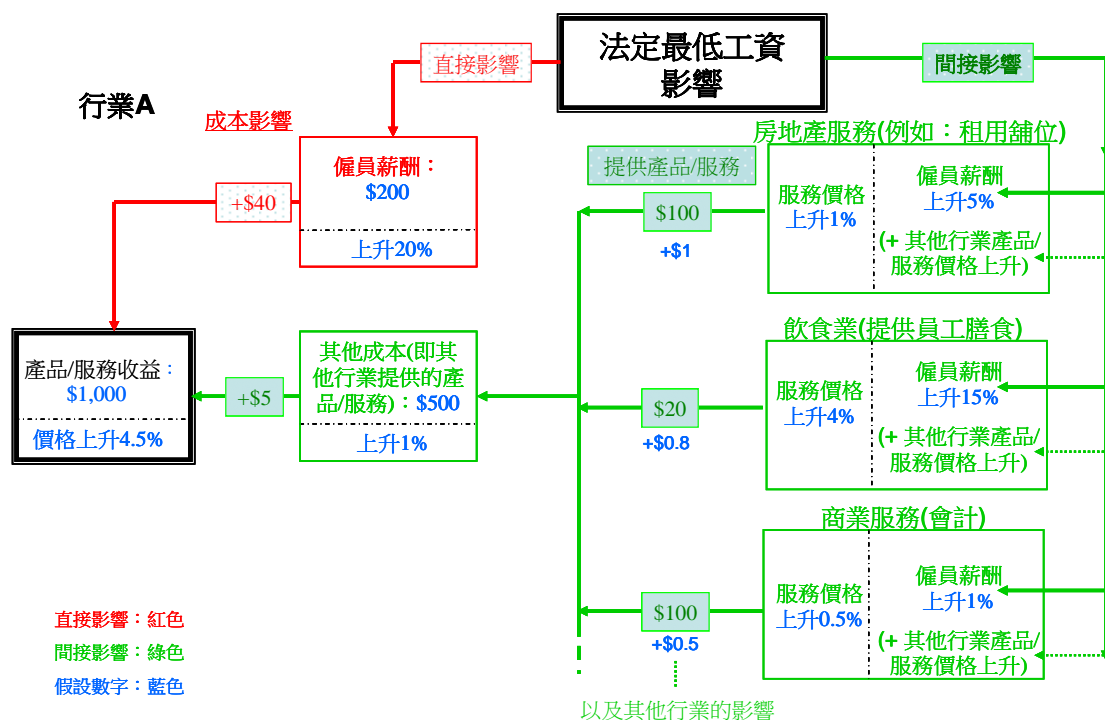 法定最低工資
影響
直接影響
間接影響
行業A
成本影響
僱員薪酬：
$200
上升20%
+$40
產品/服務收益：
$1,000
價格上升4.5%
+$5
其他成本(即其
他行業提供的產
品/服務)：$500
上升1%
提供產品/服務
房地產服務(例如：租用舖位)
$100
+$1
服務價格
上升1%
僱員薪酬
上升5%
(+ 其他行業產品/
服務價格上升)
飲食業(提供員工膳食)
$20
+$0.8
服務價格
上升4%
僱員薪酬
上升15%
(+ 其他行業產品/
服務價格上升)
商業服務(會計)
$100
+$0.5
服務價格
上升0.5%
僱員薪酬
上升1%
(+ 其他行業產品/
服務價格上升)
以及其他行業的影響
直接影響：紅色
間接影響：綠色
假設數字：藍色